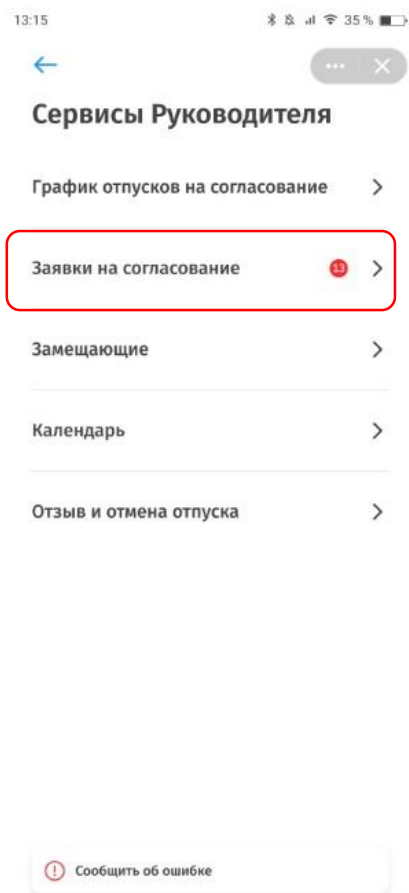 13:15 35 %
Сервисы Руководителя
График отпусков на согласование
Заявки на согласование 13
Замещающие
Календарь
Отзыв и отмена отпуска
Сообщить об ошибке